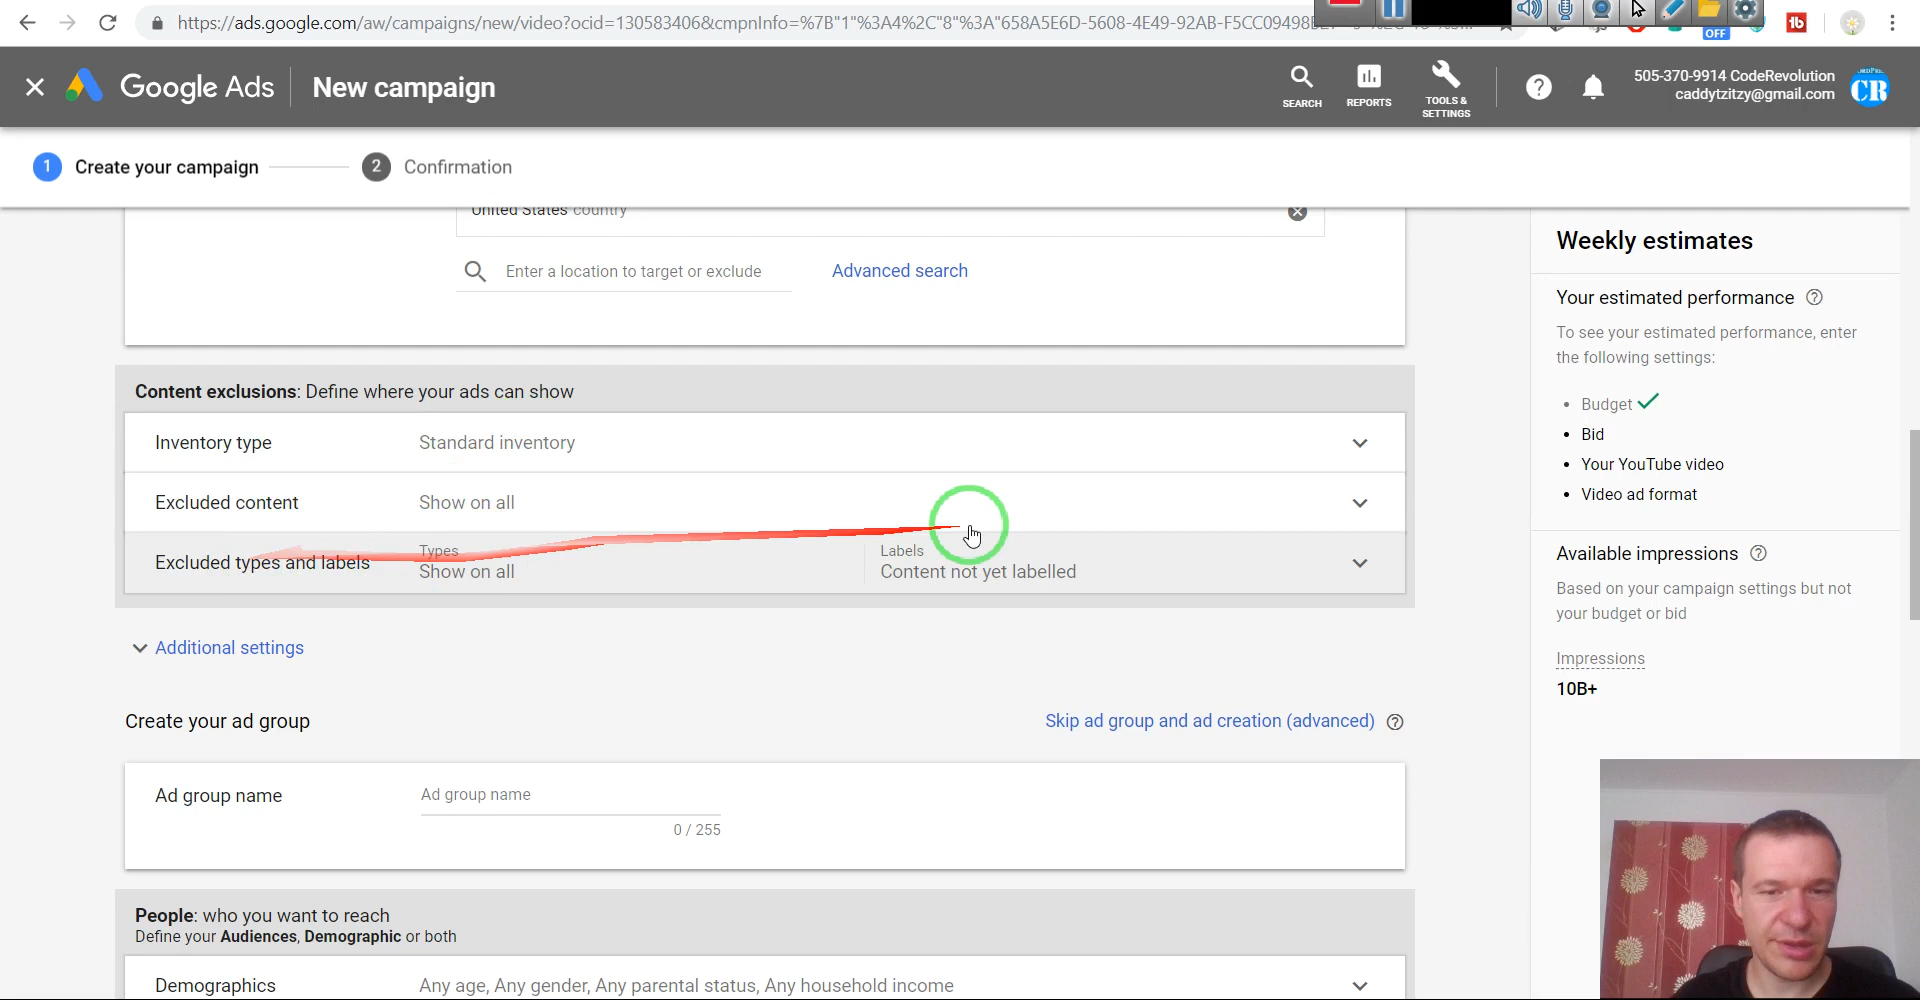 https://ads.google.com/aw/campaigns/new/video?ocid=130583406&cmpnInfo=%7B"1"%3A4%2C"8"%3A"658A5E6D-5608-4E49-92AB-F5CC09498
OFF
Google Ads
New campaign
SEARCH
REPORTS
TOOLS &
SETTINGS
505-370-9914 CodeRevolution
caddytzitzy@gmail.com
CR
1 Create your campaign
2 Confirmation
United States country
Enter a location to target or exclude
Advanced search
Content exclusions: Define where your ads can show
Inventory type
Standard inventory
Excluded content
Show on all
Excluded types and labels
Types
Show on all
Labels
Content not yet labelled
Additional settings
Create your ad group
Skip ad group and ad creation (advanced)
Ad group name
Ad group name
0 / 255
People: who you want to reach
Define your Audiences, Demographic or both
Demographics
Any age, Any gender, Any parental status, Any household income
Weekly estimates
Your estimated performance
To see your estimated performance, enter
the following settings:
• Budget
• Bid
• Your YouTube video
• Video ad format
Available impressions
Based on your campaign settings but not
your budget or bid
Impressions
10B+